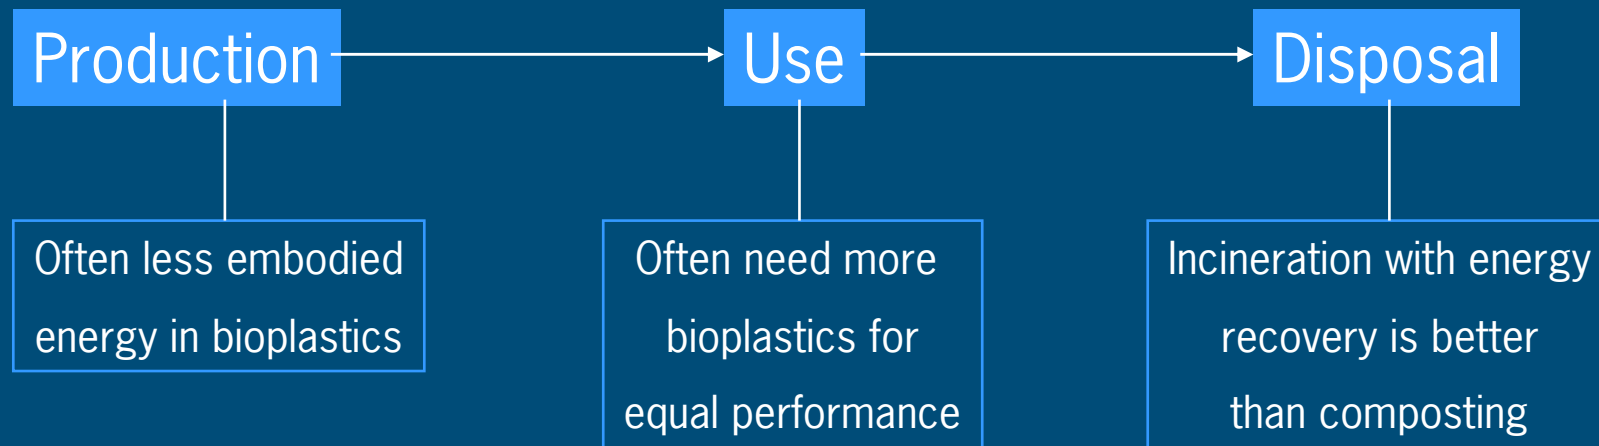 Production
Use
Disposal
Often less embodied
energy in bioplastics
Often need more
bioplastics for
equal performance
Incineration with energy
recovery is better
than composting